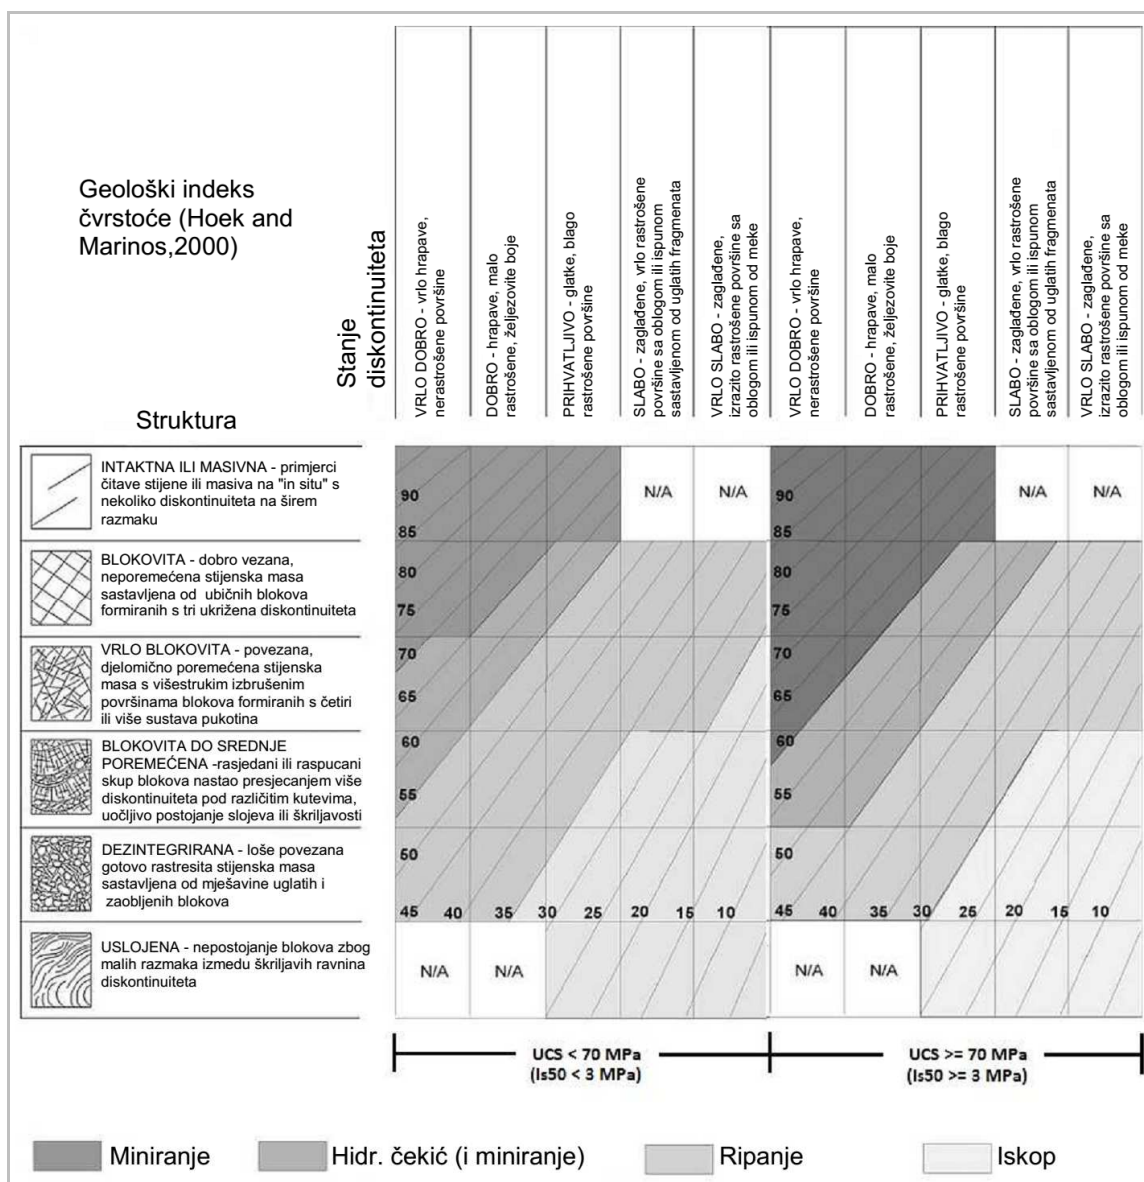 Geološki indeks
čvrstoće (Hoek and
Marinos,2000)
Stanje
diskontinuiteta
Struktura
VRLO DOBRO - vrlo hrapave,
nerastrošene površine
DOBRO - hrapave, malo
rastrošene, željezovite boje
PRIHVATLJIVO - glatke, blago
rastrošene površine
SLABO - zaglađene, vrlo rastrošene
površine sa oblogom ili ispunom
sastavljenom od uglatih fragmenata
VRLO SLABO - zaglađene,
izrazito rastrošene površine sa
oblogom ili ispunom od meke
VRLO DOBRO - vrlo hrapave,
nerastrošene površine
DOBRO - hrapave, malo
rastrošene, željezovite boje
PRIHVATLJIVO - glatke, blago
rastrošene površine
SLABO - zaglađene, vrlo rastrošene
površine sa oblogom ili ispunom
sastavljenom od uglatih fragmenata
VRLO SLABO - zaglađene,
izrazito rastrošene površine sa
oblogom ili ispunom od meke
INTAKTNA ILI MASIVNA - primjerci
čitave stijene ili masiva na "in situ" s
nekoliko diskontinuiteta na širem
razmaku
90 N/A N/A 90 N/A N/A
85 85
BLOKOVITA - dobro vezana,
neporemećena stijenska masa
sastavljena od ubičnih blokova
formiranih s tri ukrižena diskontinuiteta
80 80
75 75
VRLO BLOKOVITA - povezana,
djelomično poremećena stijenska
masa s višestrukim izbrušenim
površinama blokova formiranih s četiri
ili više sustava pukotina
70 70
65 65
BLOKOVITA DO SREDNJE
POREMEĆENA -rasjedani ili raspucani
skup blokova nastao presjecanjem više
diskontinuiteta pod različitim kutevima,
uočljivo postojanje slojeva ili škriljavosti
60 60
55 55
DEZINTEGRIRANA - loše povezana
gotovo rastresita stijenska masa
sastavljena od mješavine uglatih i
zaobljenih blokova
50 50
45 40 35 30 25 20 15 10 45 40 35 30 25 20 15 10
USLOJENA - nepostojanje blokova zbog
malih razmaka izmedu škriljavih ravnina
diskontinuiteta
N/A N/A N/A N/A
UCS < 70 MPa
(Is50 < 3 MPa)
UCS >= 70 MPa
(Is50 >= 3 MPa)
Miniranje Hidr. čekić (i miniranje) Ripanje Iskop